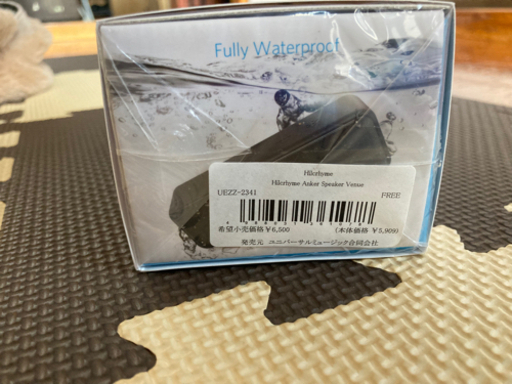 Fully Waterproof
Hilcrhyme
Hilcrhyme Anker Speaker Venue
UEZZ-2341 FREE
希望小売価格 ¥6,500 (本体価格 ¥5,909)
発売元 ユニバーサルミュージック合同会社